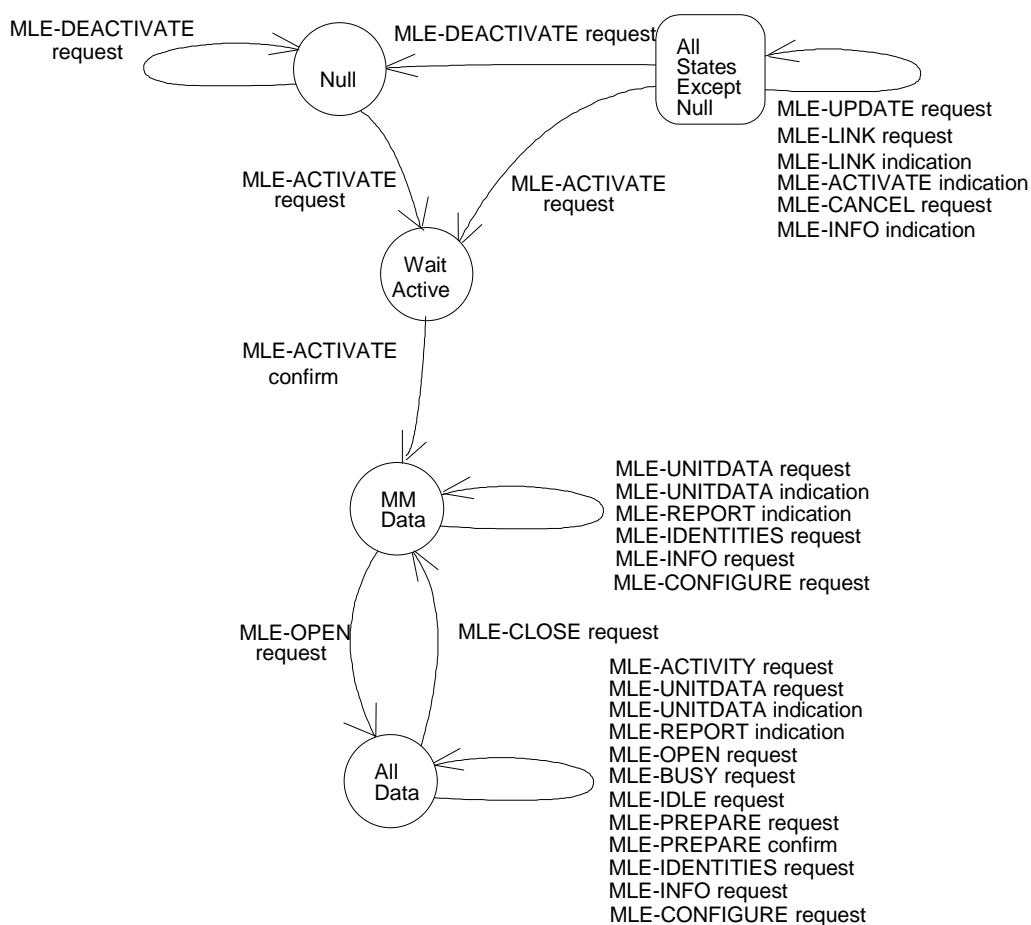 MLE-DEACTIVATE
request
Null
MLE-DEACTIVATE request
All
States
Except
Null
MLE-UPDATE request
MLE-LINK request
MLE-LINK indication
MLE-ACTIVATE indication
MLE-CANCEL request
MLE-INFO indication
MLE-ACTIVATE
request
MLE-ACTIVATE
request
Wait
Active
MLE-ACTIVATE
confirm
MM
Data
MLE-UNITDATA request
MLE-UNITDATA indication
MLE-REPORT indication
MLE-IDENTITIES request
MLE-INFO request
MLE-CONFIGURE request
MLE-OPEN
request
MLE-CLOSE request
All
Data
MLE-ACTIVITY request
MLE-UNITDATA request
MLE-UNITDATA indication
MLE-REPORT indication
MLE-OPEN request
MLE-BUSY request
MLE-IDLE request
MLE-PREPARE request
MLE-PREPARE confirm
MLE-IDENTITIES request
MLE-INFO request
MLE-CONFIGURE request